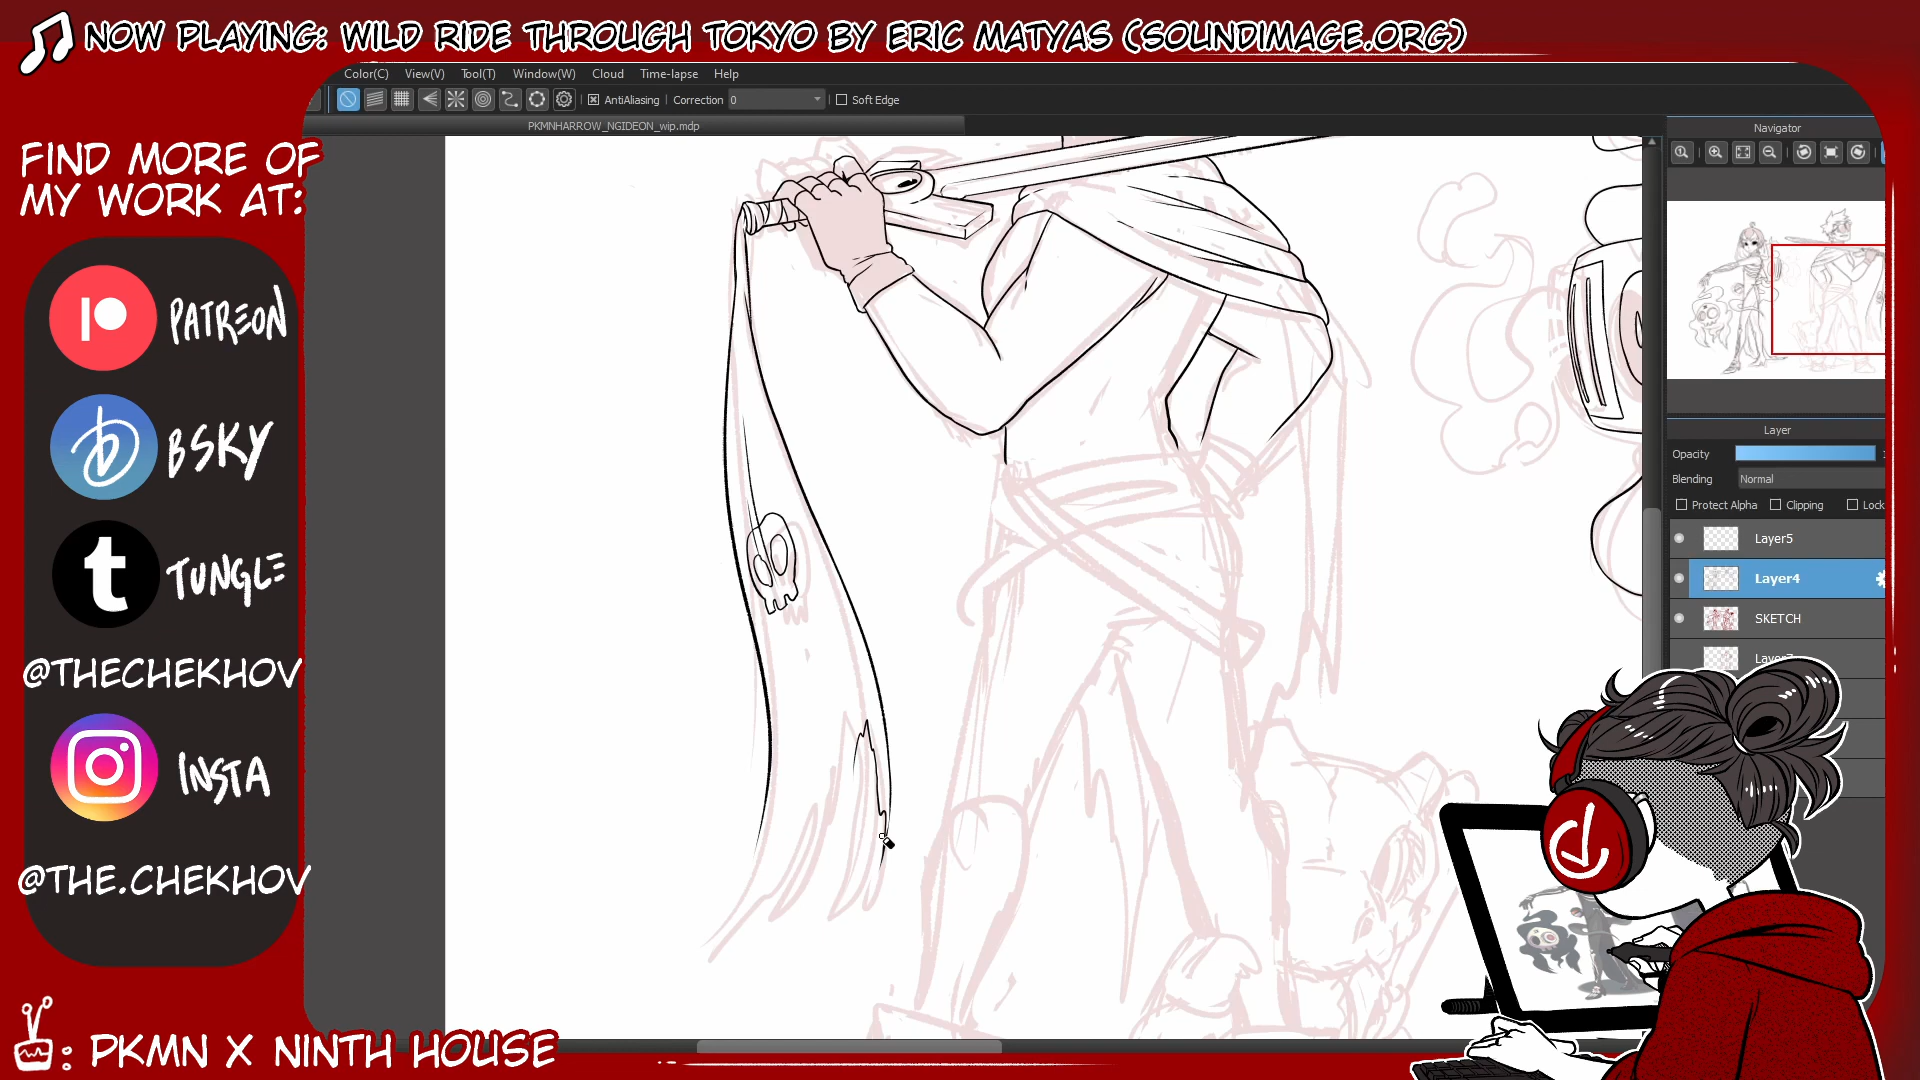 NOW PLAYING: WILD RIDE THROUGH TOKYO BY ERIC MATYAS (SOUNDIMAGE.ORG)
Color(C) View(V) Tool(T) Window(W) Cloud Time-lapse Help
AntiAliasing Correction 0 Soft Edge
PKMNHARROW_NGIDEON_wip.mdp
Navigator
FIND MORE OF
MY WORK AT:
PATREON
BSKY
TUNGLE
@THECHEKHOV
INSTA
@THE.CHEKHOV
Layer
Opacity
Blending Normal
Protect Alpha Clipping Lock
Layer5
Layer4
SKETCH
: PKMN X NINTH HOUSE